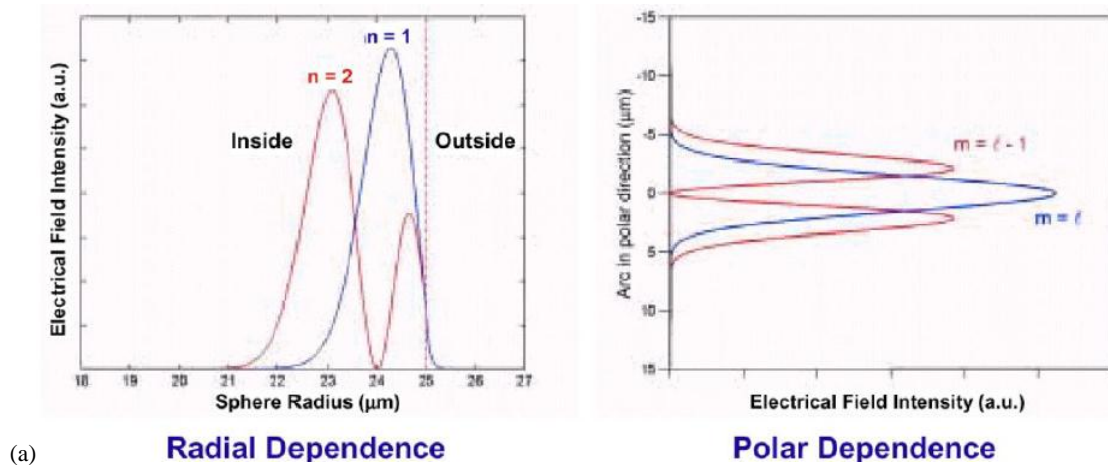 Electrical Field Intensity (a.u.)
n = 1
n = 2
Inside
Outside
18 19 20 21 22 23 24 25 26 27
Sphere Radius (μm)
(a)
Radial Dependence
Arc in polar direction (μm)
-15
-10
-5
0
5
10
15
m = ℓ - 1
m = ℓ
Electrical Field Intensity (a.u.)
Polar Dependence